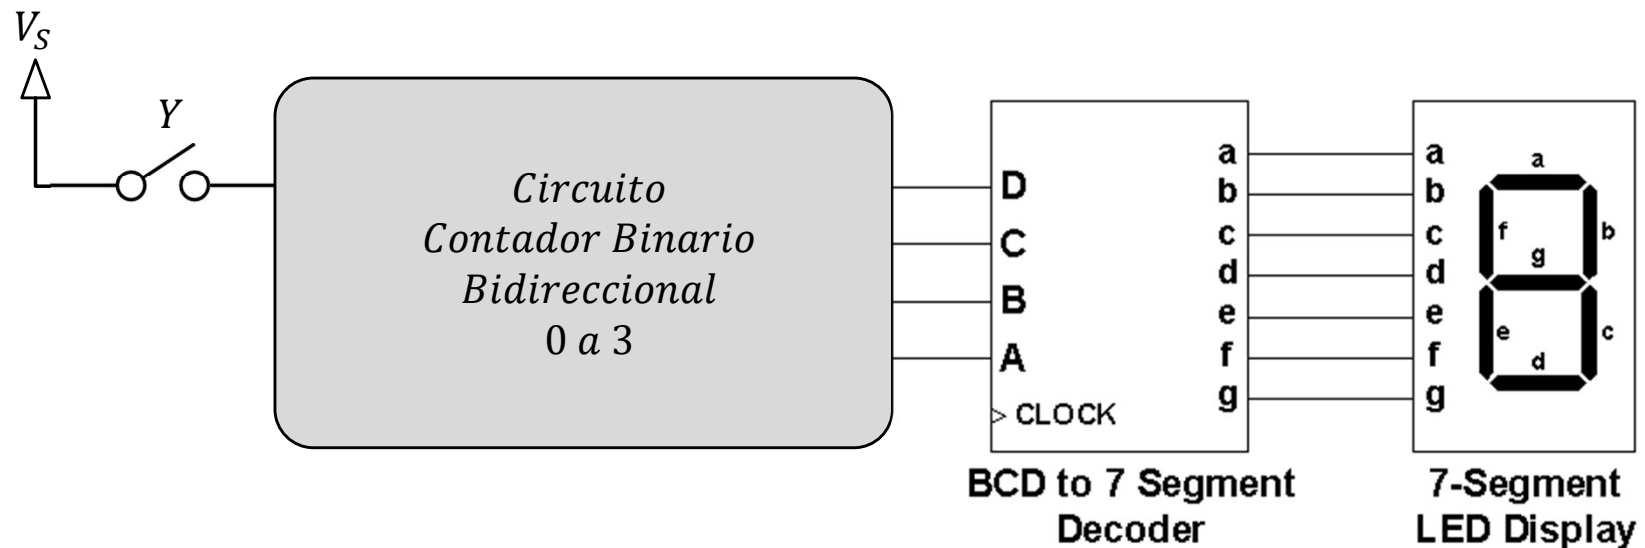 V_S
Y
Circuito
Contador Binario
Bidireccional
0 a 3
D
C
B
A
> CLOCK
a
b
c
d
e
f
g
BCD to 7 Segment
Decoder
a
b
c
d
e
f
g
a
f
b
g
e
c
d
7-Segment
LED Display